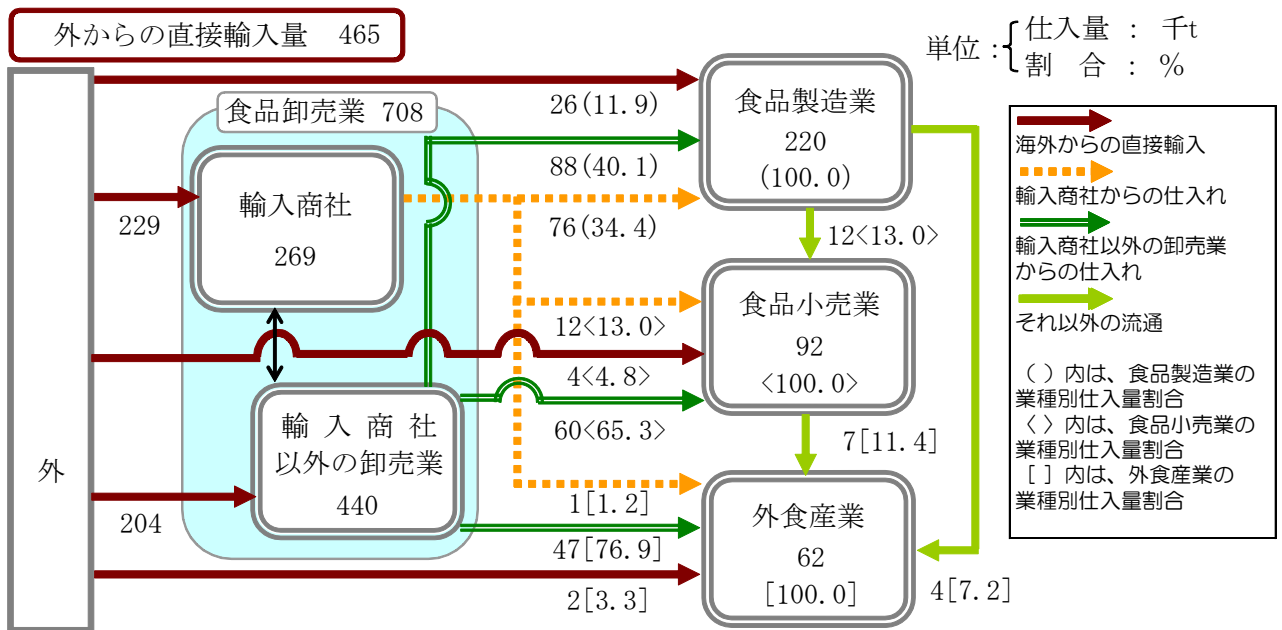 外からの直接輸入量 465
単位：
仕入量 ： 千t
割 合 ： %
食品卸売業 708
26(11.9)
食品製造業
220
(100.0)
88(40.1)
輸入商社
269
229
76(34.4)
12<13.0>
食品小売業
92
<100.0>
12<13.0>
4<4.8>
60<65.3>
輸入商社
以外の卸売業
440
外
204
7[11.4]
1[1.2]
外食産業
62
[100.0]
47[76.9]
2[3.3]
4[7.2]
海外からの直接輸入
輸入商社からの仕入れ
輸入商社以外の卸売業
からの仕入れ
それ以外の流通
（ ）内は、食品製造業の
業種別仕入量割合
〈 〉内は、食品小売業の
業種別仕入量割合
［ ］内は、外食産業の
業種別仕入量割合